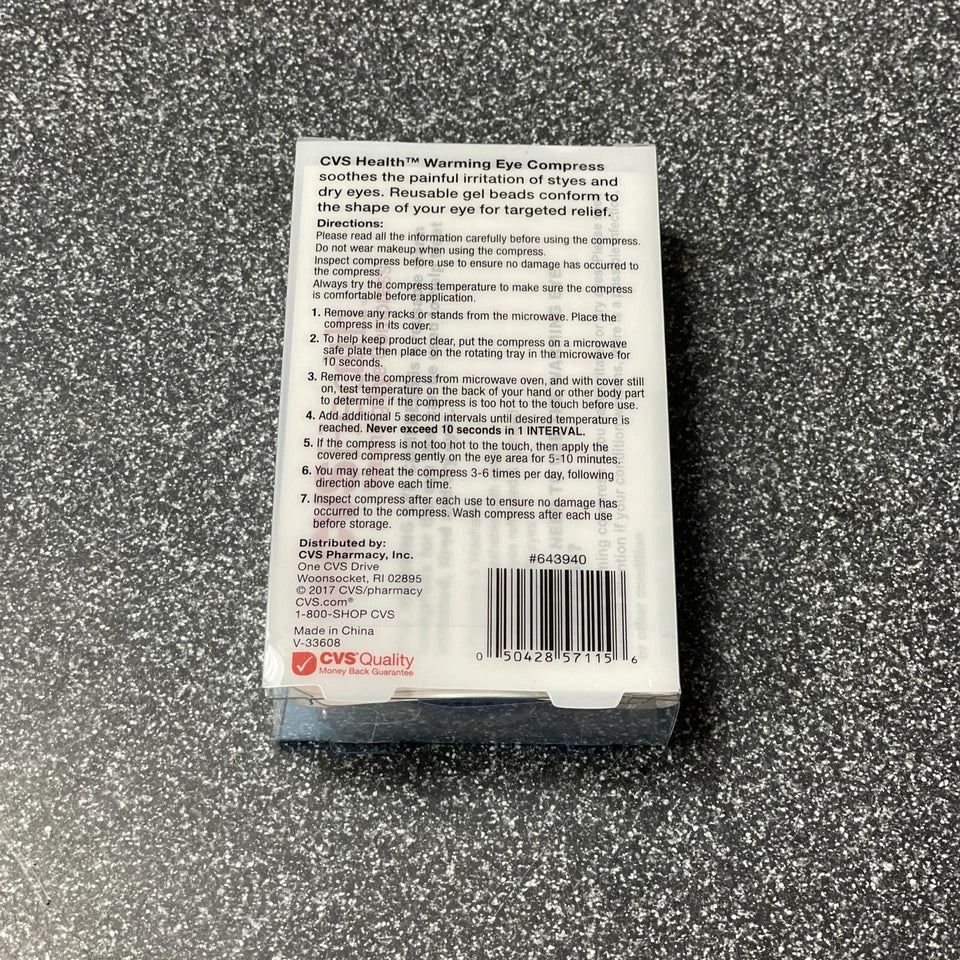 CVS Health™ Warming Eye Compress
soothes the painful irritation of styes and
dry eyes. Reusable gel beads conform to
the shape of your eye for targeted relief.
Directions:
Please read all the information carefully before using the compress.
Do not wear makeup when using the compress.
Inspect compress before use to ensure no damage has occurred to
the compress.
Always try the compress temperature to make sure the compress
is comfortable before application.
1. Remove any racks or stands from the microwave. Place the
compress in its cover.
2. To help keep product clear, put the compress on a microwave
safe plate then place on the rotating tray in the microwave for
10 seconds.
3. Remove the compress from microwave oven, and with cover still
on, test temperature on the back of your hand or other body part
to determine if the compress is too hot to the touch before use.
4. Add additional 5 second intervals until desired temperature is
reached. Never exceed 10 seconds in 1 INTERVAL.
5. If the compress is not too hot to the touch, then apply the
covered compress gently on the eye area for 5-10 minutes.
6. You may reheat the compress 3-6 times per day, following
direction above each time.
7. Inspect compress after each use to ensure no damage has
occurred to the compress. Wash compress after each use
before storage.
Distributed by:
CVS Pharmacy, Inc.
One CVS Drive
Woonsocket, RI 02895
© 2017 CVS/pharmacy
CVS.com®
1-800-SHOP CVS
Made in China
V-33608
CVS Quality
Money Back Guarantee
#643940
0 50428 57115 6